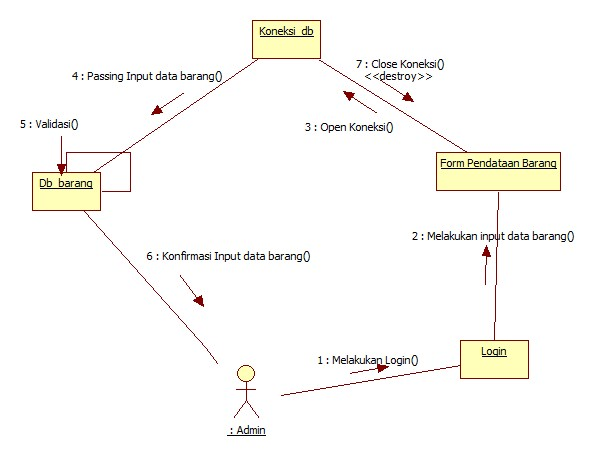 Koneksi_db
7 : Close Koneksi()
<<destroy>>
4 : Passing Input data barang()
5 : Validasi()
3 : Open Koneksi()
Form Pendataan Barang
Db_barang
2 : Melakukan input data barang()
6 : Konfirmasi Input data barang()
Login
1 : Melakukan Login()
: Admin